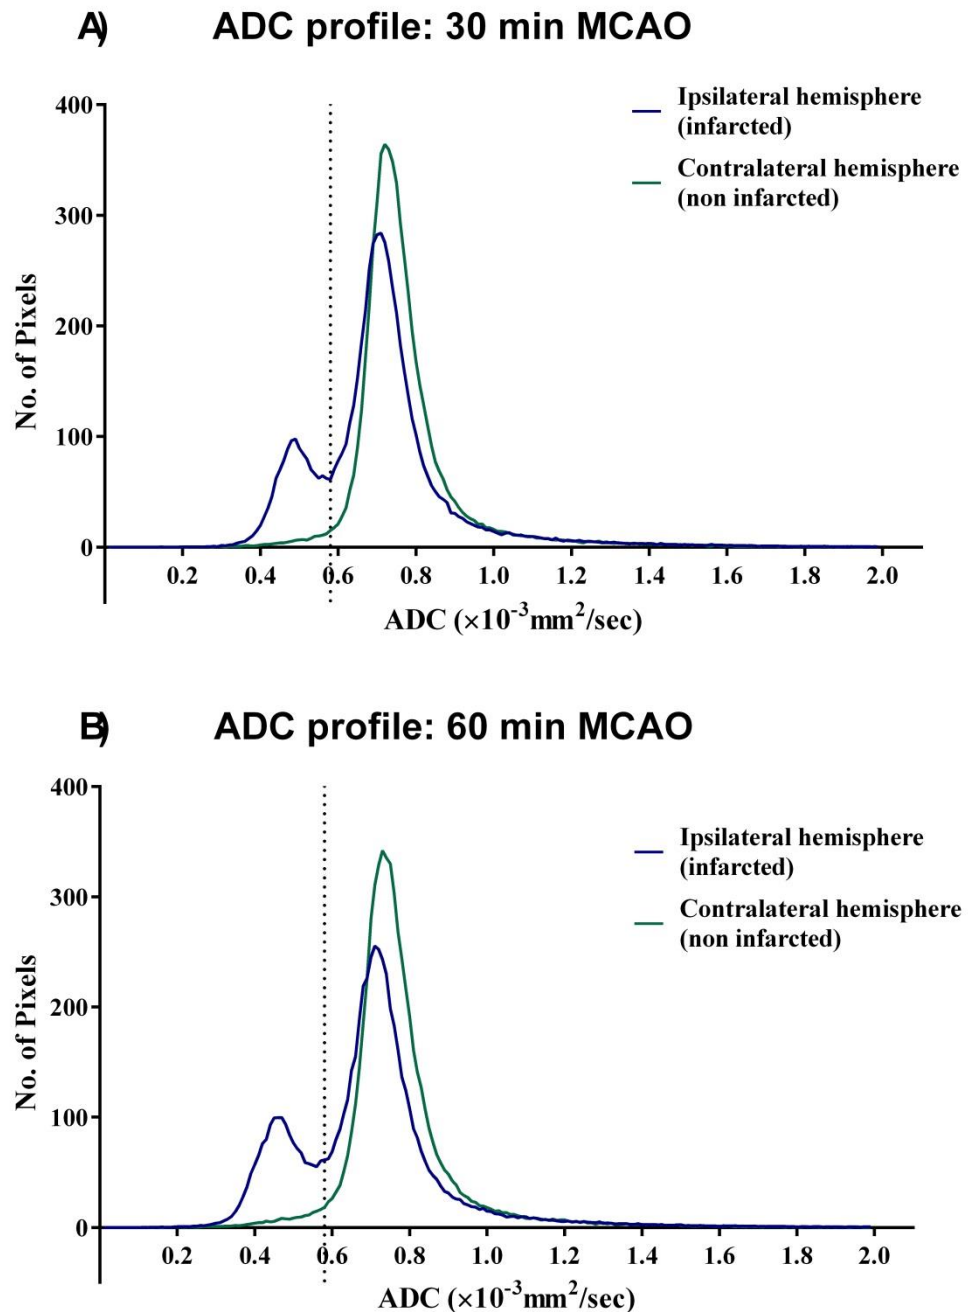 A) ADC profile: 30 min MCAO
Ipsilateral hemisphere
(infarcted)
Contralateral hemisphere
(non infarcted)
No. of Pixels
400
300
200
100
0
0.2 0.4 0.6 0.8 1.0 1.2 1.4 1.6 1.8 2.0
ADC (×10⁻³mm²/sec)
B) ADC profile: 60 min MCAO
Ipsilateral hemisphere
(infarcted)
Contralateral hemisphere
(non infarcted)
No. of Pixels
400
300
200
100
0
0.2 0.4 0.6 0.8 1.0 1.2 1.4 1.6 1.8 2.0
ADC (×10⁻³mm²/sec)